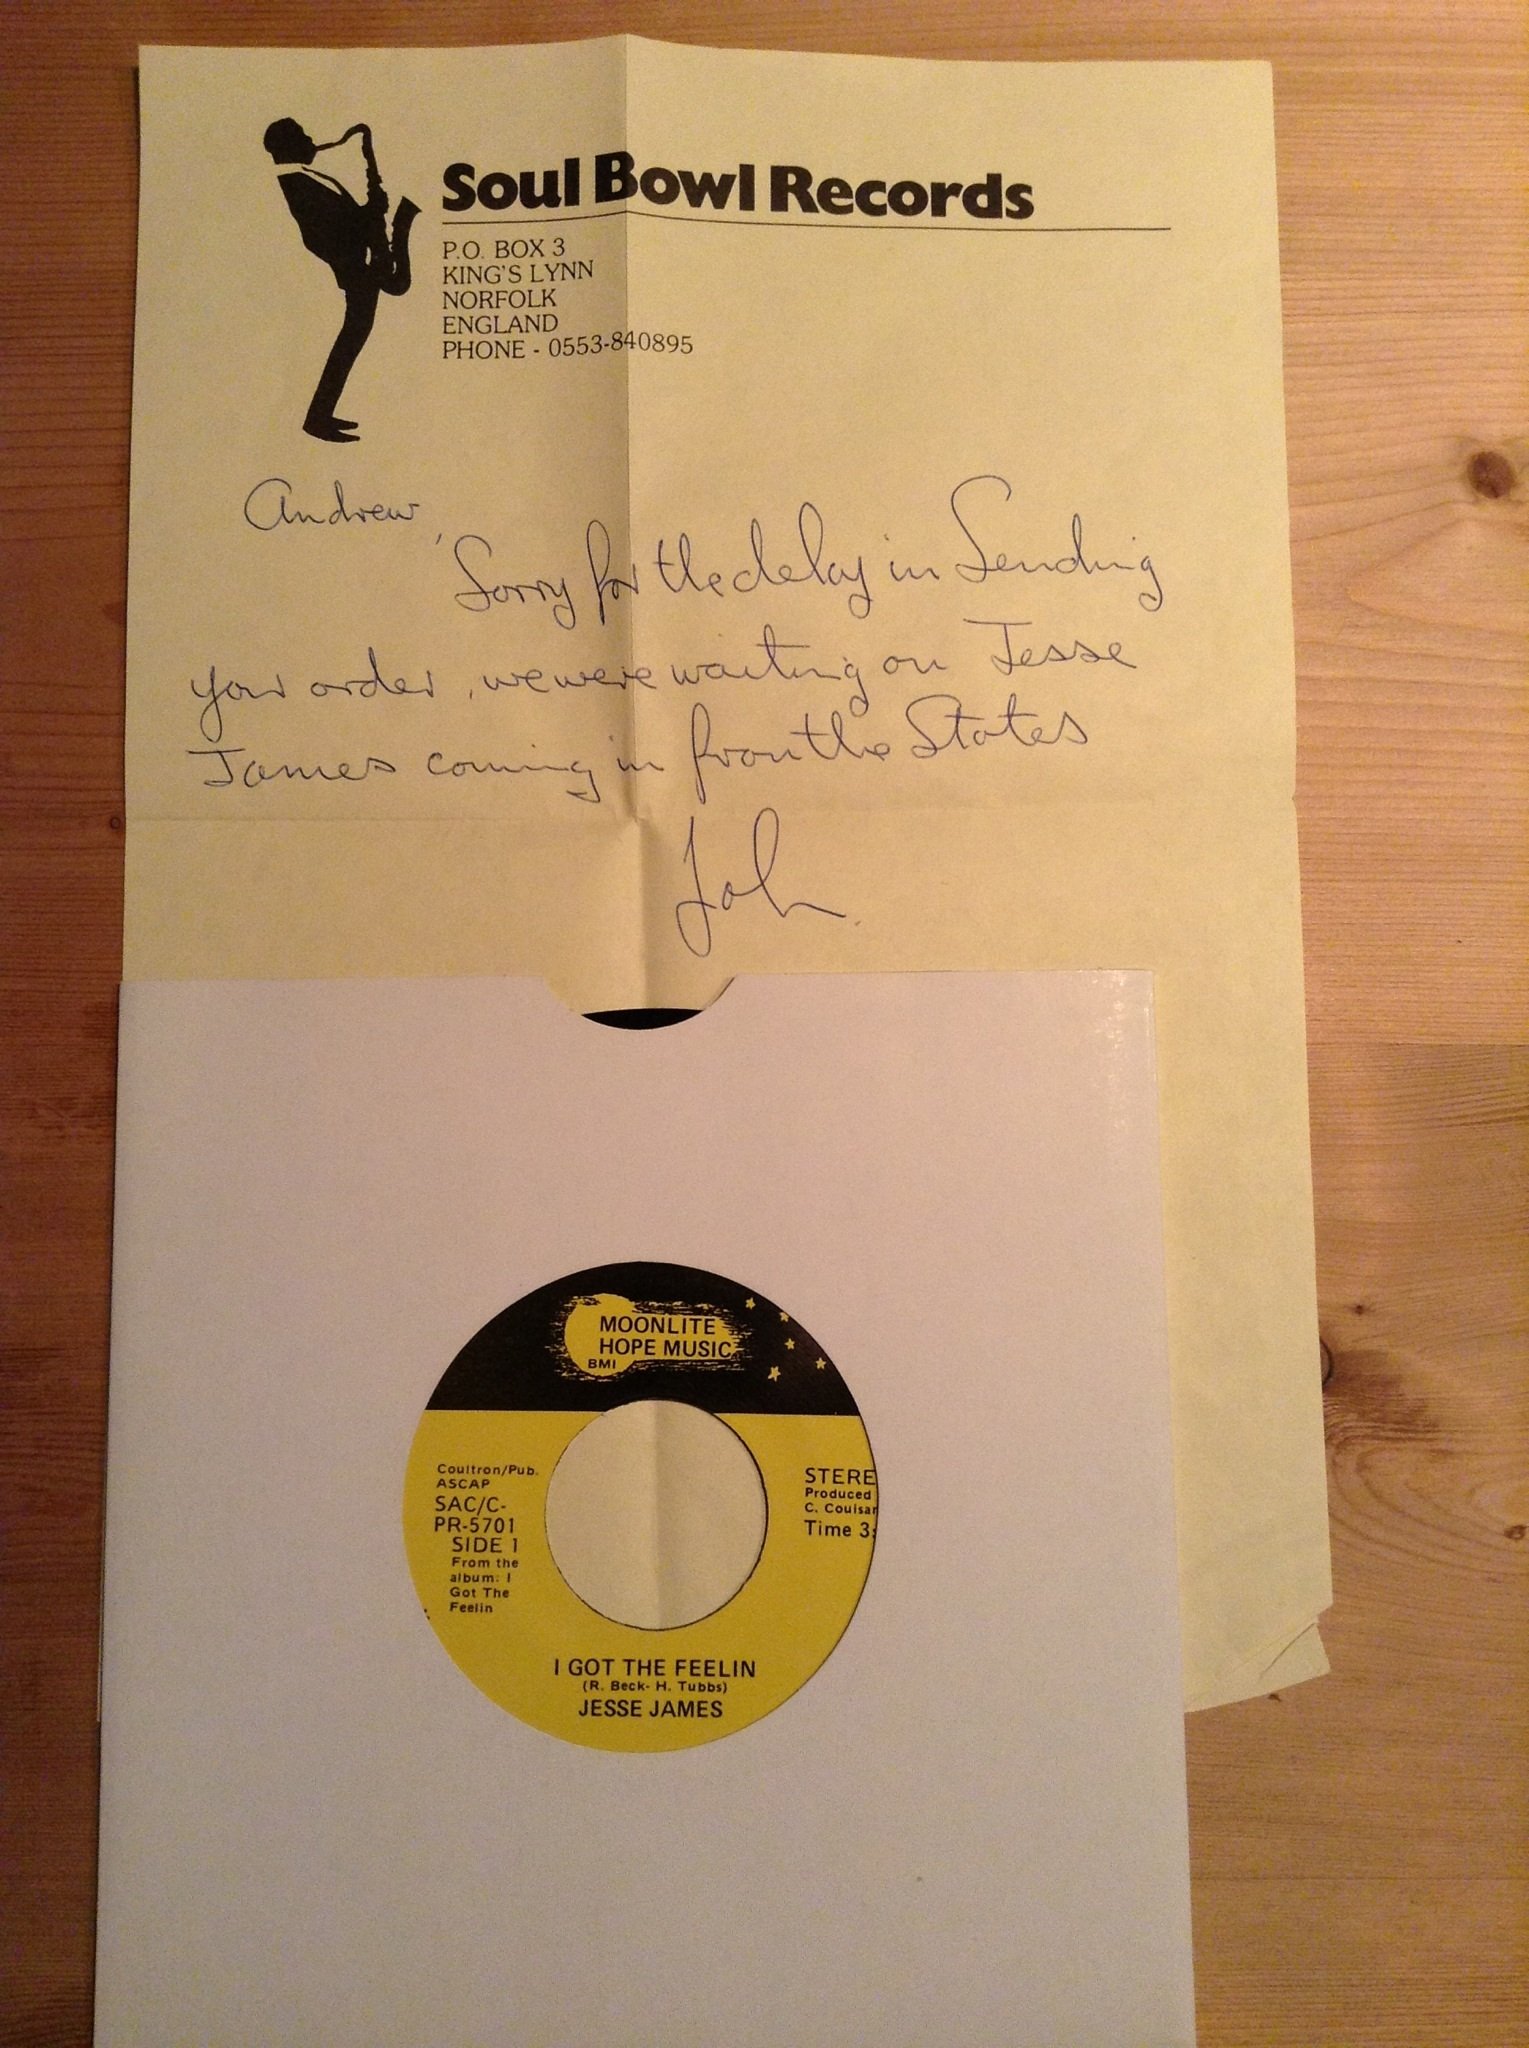 Soul Bowl Records
P.O. BOX 3
KING'S LYNN
NORFOLK
ENGLAND
PHONE - 0553-840895
Andrew,
Sorry for the delay in Sending
your order, we were waiting on Jesse
James coming in from the States
John
MOONLITE
HOPE MUSIC
BMI
Coultron/Pub.
ASCAP
SAC/C-
PR-5701
SIDE 1
From the
album: I
Got The
Feelin
STERE
Produced
C. Couisar
Time 3:
I GOT THE FEELIN
(R. Beck- H. Tubbs)
JESSE JAMES